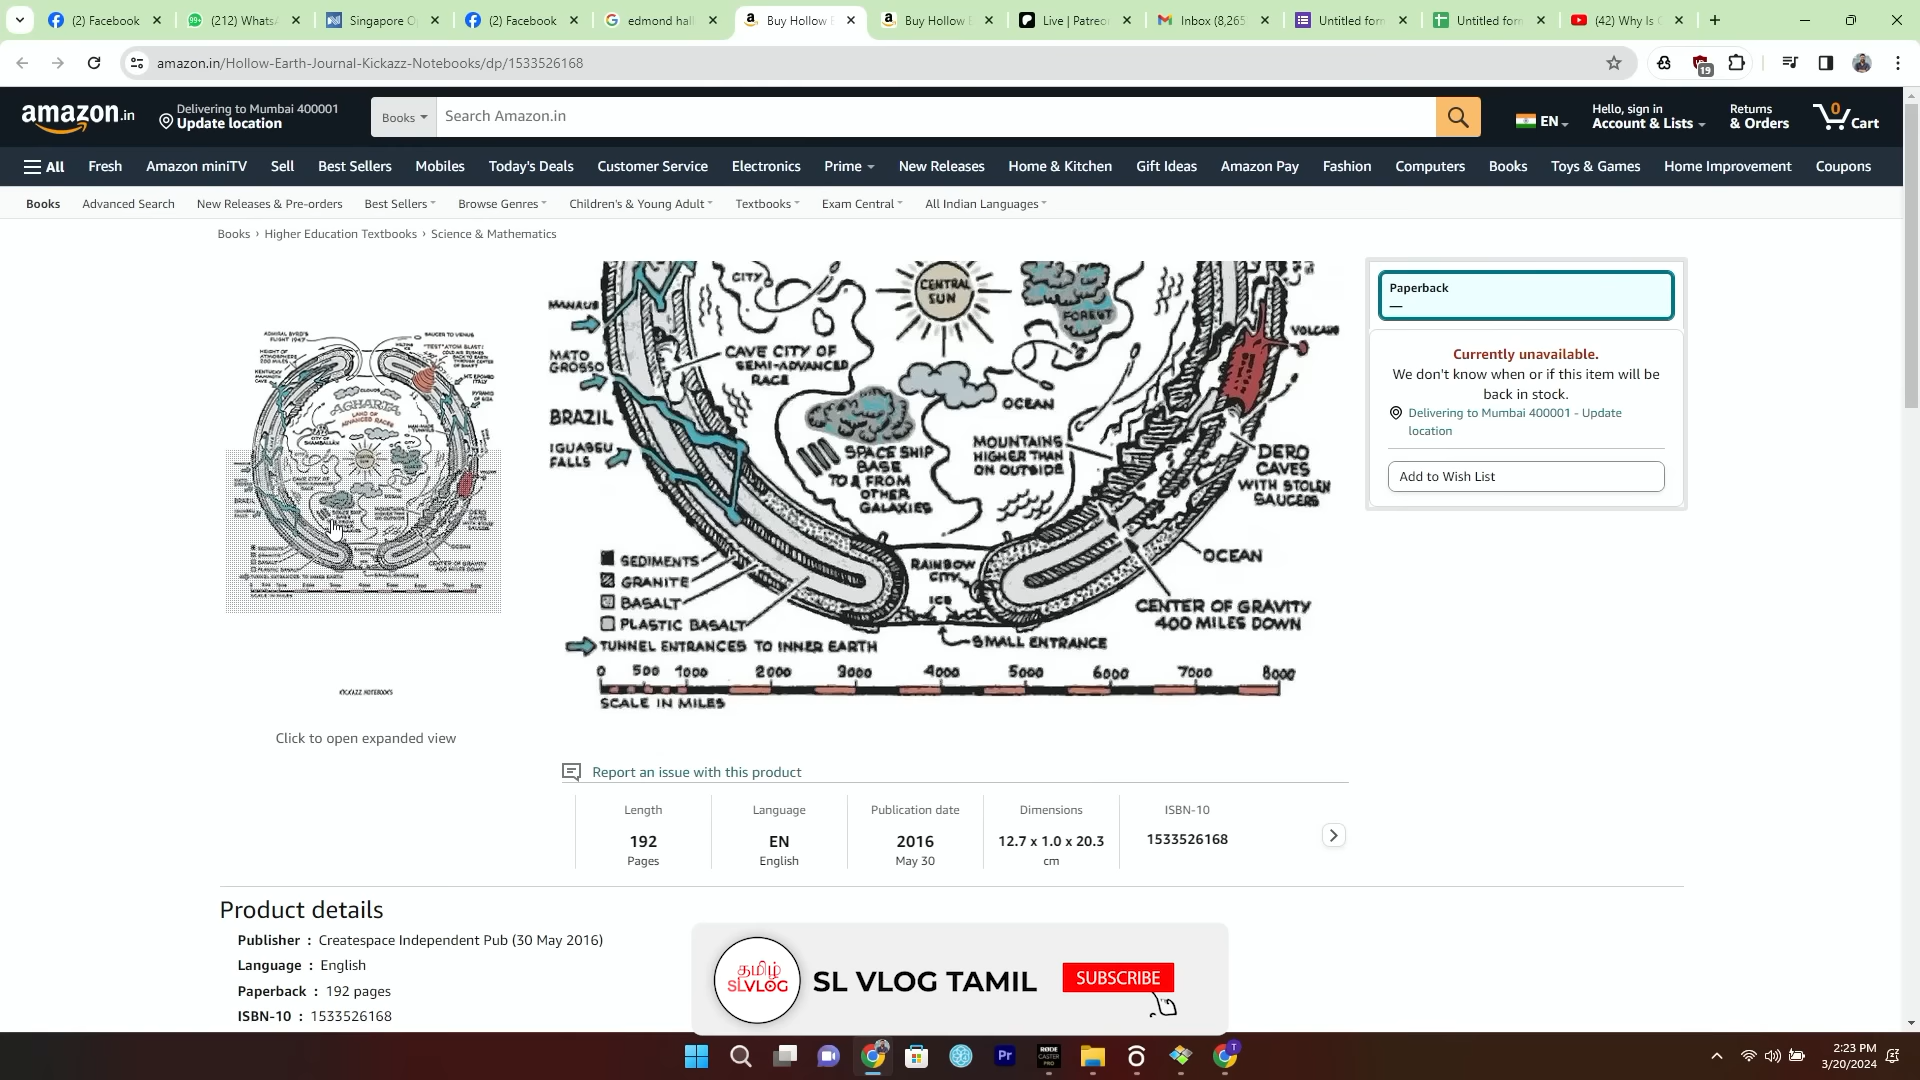 (2) Facebook
(212) Whats
Singapore O
(2) Facebook
edmond hall
Buy Hollow E
Buy Hollow E
Live | Patreo
Inbox (8,265
Untitled for
Untitled for
(42) Why Is
amazon.in/Hollow-Earth-Journal-Kickazz-Notebooks/dp/1533526168
19
amazon.in
Delivering to Mumbai 400001
Update location
Books
Search Amazon.in
EN
Hello, sign in
Account & Lists
Returns
& Orders
0
Cart
All
Fresh
Amazon miniTV
Sell
Best Sellers
Mobiles
Today's Deals
Customer Service
Electronics
Prime
New Releases
Home & Kitchen
Gift Ideas
Amazon Pay
Fashion
Computers
Books
Toys & Games
Home Improvement
Coupons
Books
Advanced Search
New Releases & Pre-orders
Best Sellers
Browse Genres
Children's & Young Adult
Textbooks
Exam Central
All Indian Languages
Books › Higher Education Textbooks › Science & Mathematics
AGHARTA
LAND OF
ADVANCED RACES
KICKAZZ NOTEBOOKS
Click to open expanded view
CITY
CENTRAL
SUN
FOREST
MANAUS
VOLCANO
MATO
GROSSO
CAVE CITY OF
SEMI-ADVANCED
RACE
OCEAN
BRAZIL
IGUASSU
FALLS
SPACE SHIP
BASE
TO & FROM
OTHER
GALAXIES
MOUNTAINS
HIGHER THAN
ON OUTSIDE
DERO
CAVES
WITH STOLEN
SAUCERS
OCEAN
SEDIMENTS
GRANITE
BASALT
PLASTIC BASALT
RAINBOW
CITY
ICE
CENTER OF GRAVITY
400 MILES DOWN
TUNNEL ENTRANCES TO INNER EARTH
SMALL ENTRANCE
0 500 1000 2000 3000 4000 5000 6000 7000 8000
SCALE IN MILES
Paperback
—
Currently unavailable.
We don't know when or if this item will be
back in stock.
Delivering to Mumbai 400001 - Update
location
Add to Wish List
Report an issue with this product
Length
192
Pages
Language
EN
English
Publication date
2016
May 30
Dimensions
12.7 x 1.0 x 20.3
cm
ISBN-10
1533526168
Product details
Publisher : Createspace Independent Pub (30 May 2016)
Language : English
Paperback : 192 pages
ISBN-10 : 1533526168
தமிழ்
SLVLOG
SL VLOG TAMIL
SUBSCRIBE
Pr
RØDE
CASTER
PRO
T
2:23 PM
3/20/2024